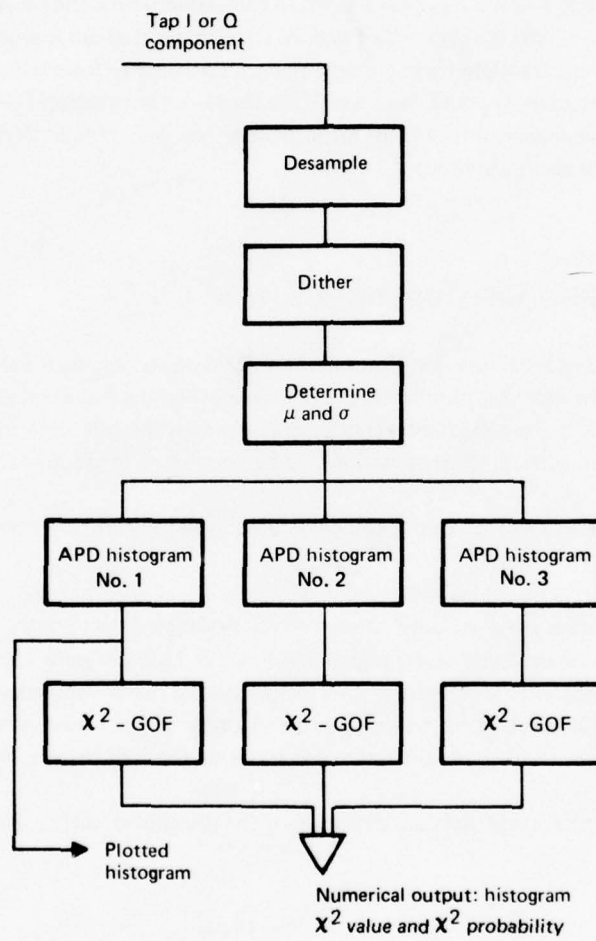 Tap I or Q
component
Desample
Dither
Determine
μ and σ
APD histogram
No. 1
APD histogram
No. 2
APD histogram
No. 3
χ² – GOF
χ² – GOF
χ² – GOF
Plotted
histogram
Numerical output: histogram
χ² value and χ² probability